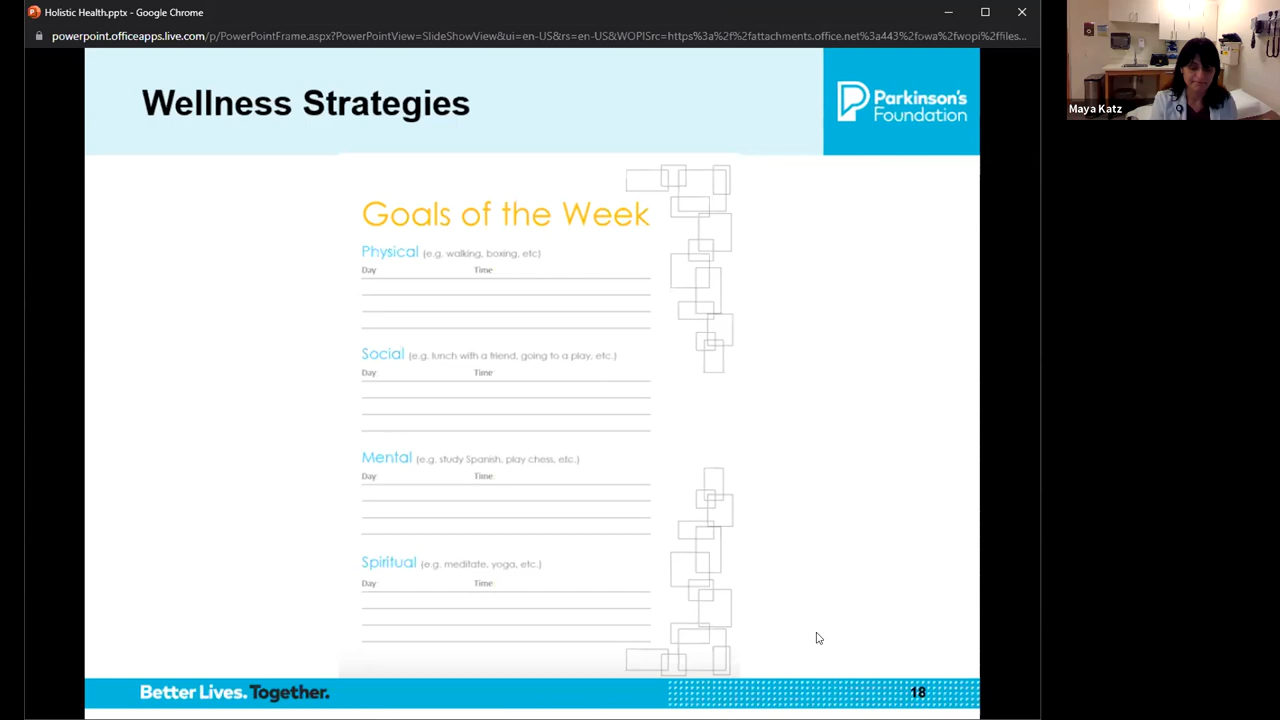 Holistic Health.pptx - Google Chrome
powerpoint.officeapps.live.com/p/PowerPointFrame.aspx?PowerPointView=SlideShowView&ui=en-US&rs=en-US&WOPISrc=https%3a%2f%2fattachments.office.net%3a443%2fowa%2fwopi%2ffiles...
Wellness Strategies
Parkinson's
Foundation
Maya Katz
Goals of the Week
Physical (e.g. walking, boxing, etc)
Day Time
Social (e.g. lunch with a friend, going to a play, etc.)
Day Time
Mental (e.g. study Spanish, play chess, etc.)
Day Time
Spiritual (e.g. meditate, yoga, etc.)
Day Time
Better Lives. Together.
18